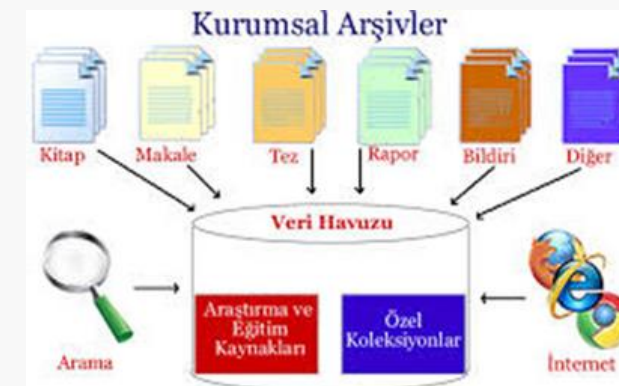 Kurumsal Arşivler
Kitap
Makale
Tez
Rapor
Bildiri
Diğer
Veri Havuzu
Araştırma ve
Eğitim
Kaynakları
Özel
Koleksiyonlar
Arama
İnternet